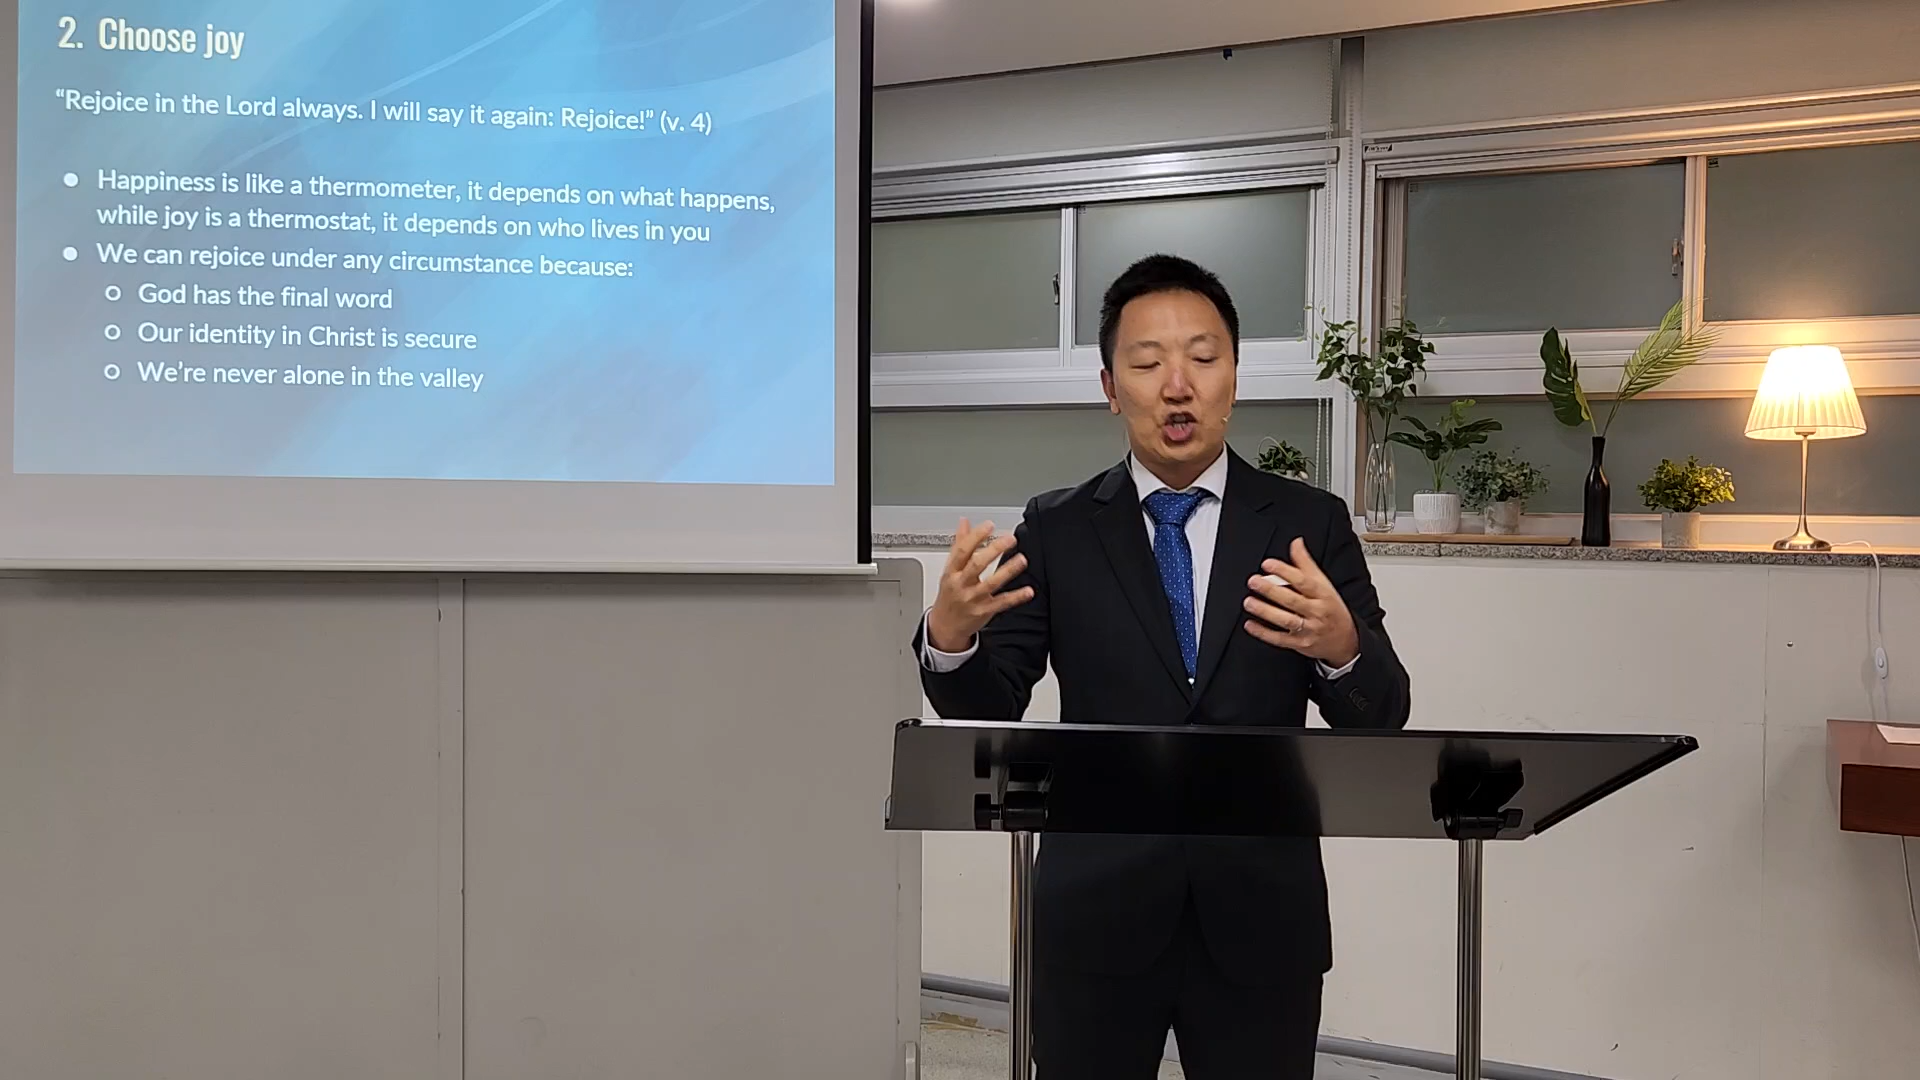 2. Choose joy
“Rejoice in the Lord always. I will say it again: Rejoice!” (v. 4)
● Happiness is like a thermometer, it depends on what happens,
while joy is a thermostat, it depends on who lives in you
● We can rejoice under any circumstance because:
○ God has the final word
○ Our identity in Christ is secure
○ We’re never alone in the valley